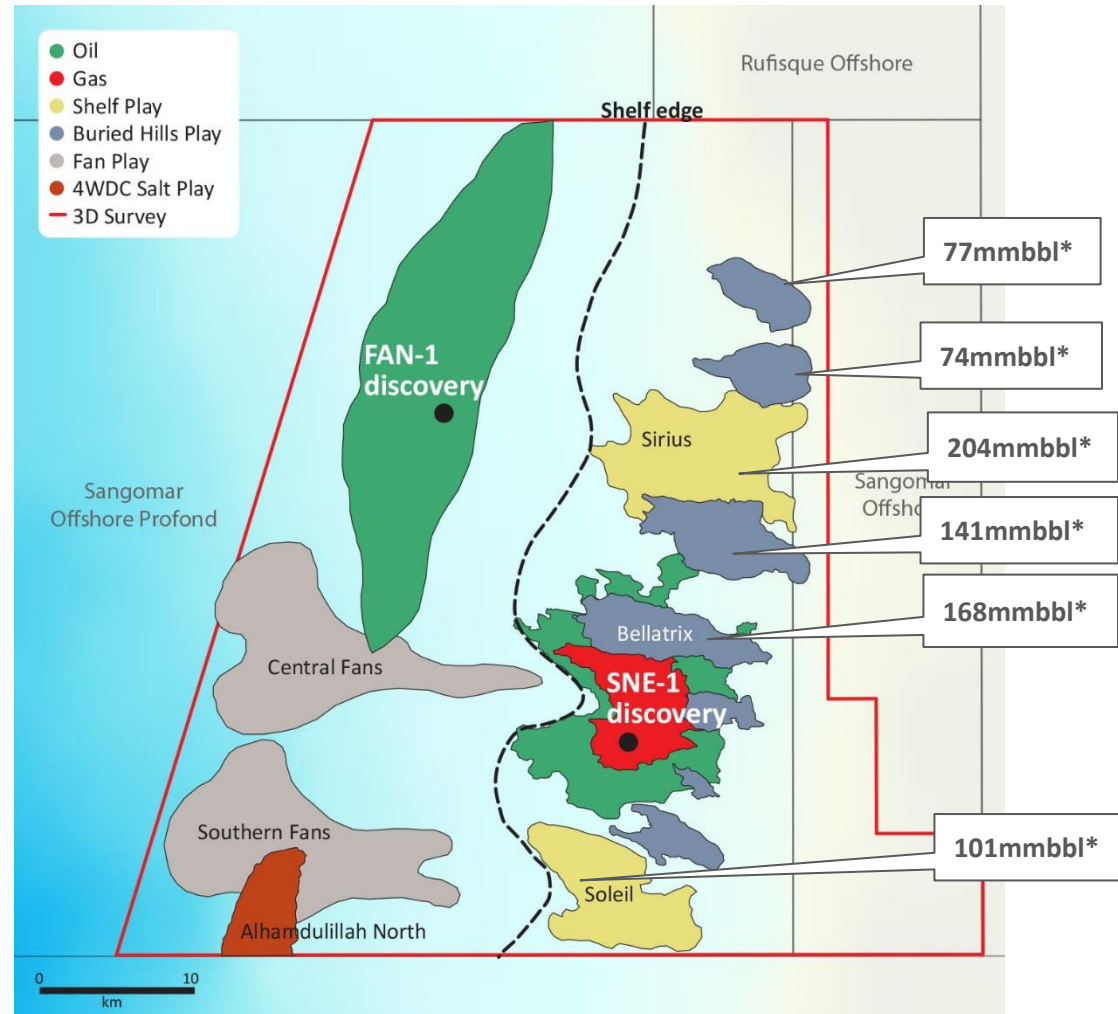 Oil
Gas
Shelf Play
Buried Hills Play
Fan Play
4WDC Salt Play
3D Survey
Rufisque Offshore
Shelf edge
77mmbbl*
FAN-1
discovery
74mmbbl*
Sirius
204mmbbl*
Sangomar
Offshore Profond
Sangomar
Offsho
141mmbbl*
168mmbbl*
Bellatrix
Central Fans
SNE-1
discovery
Southern Fans
101mmbbl*
Soleil
Alhamdulillah North
0 10
km